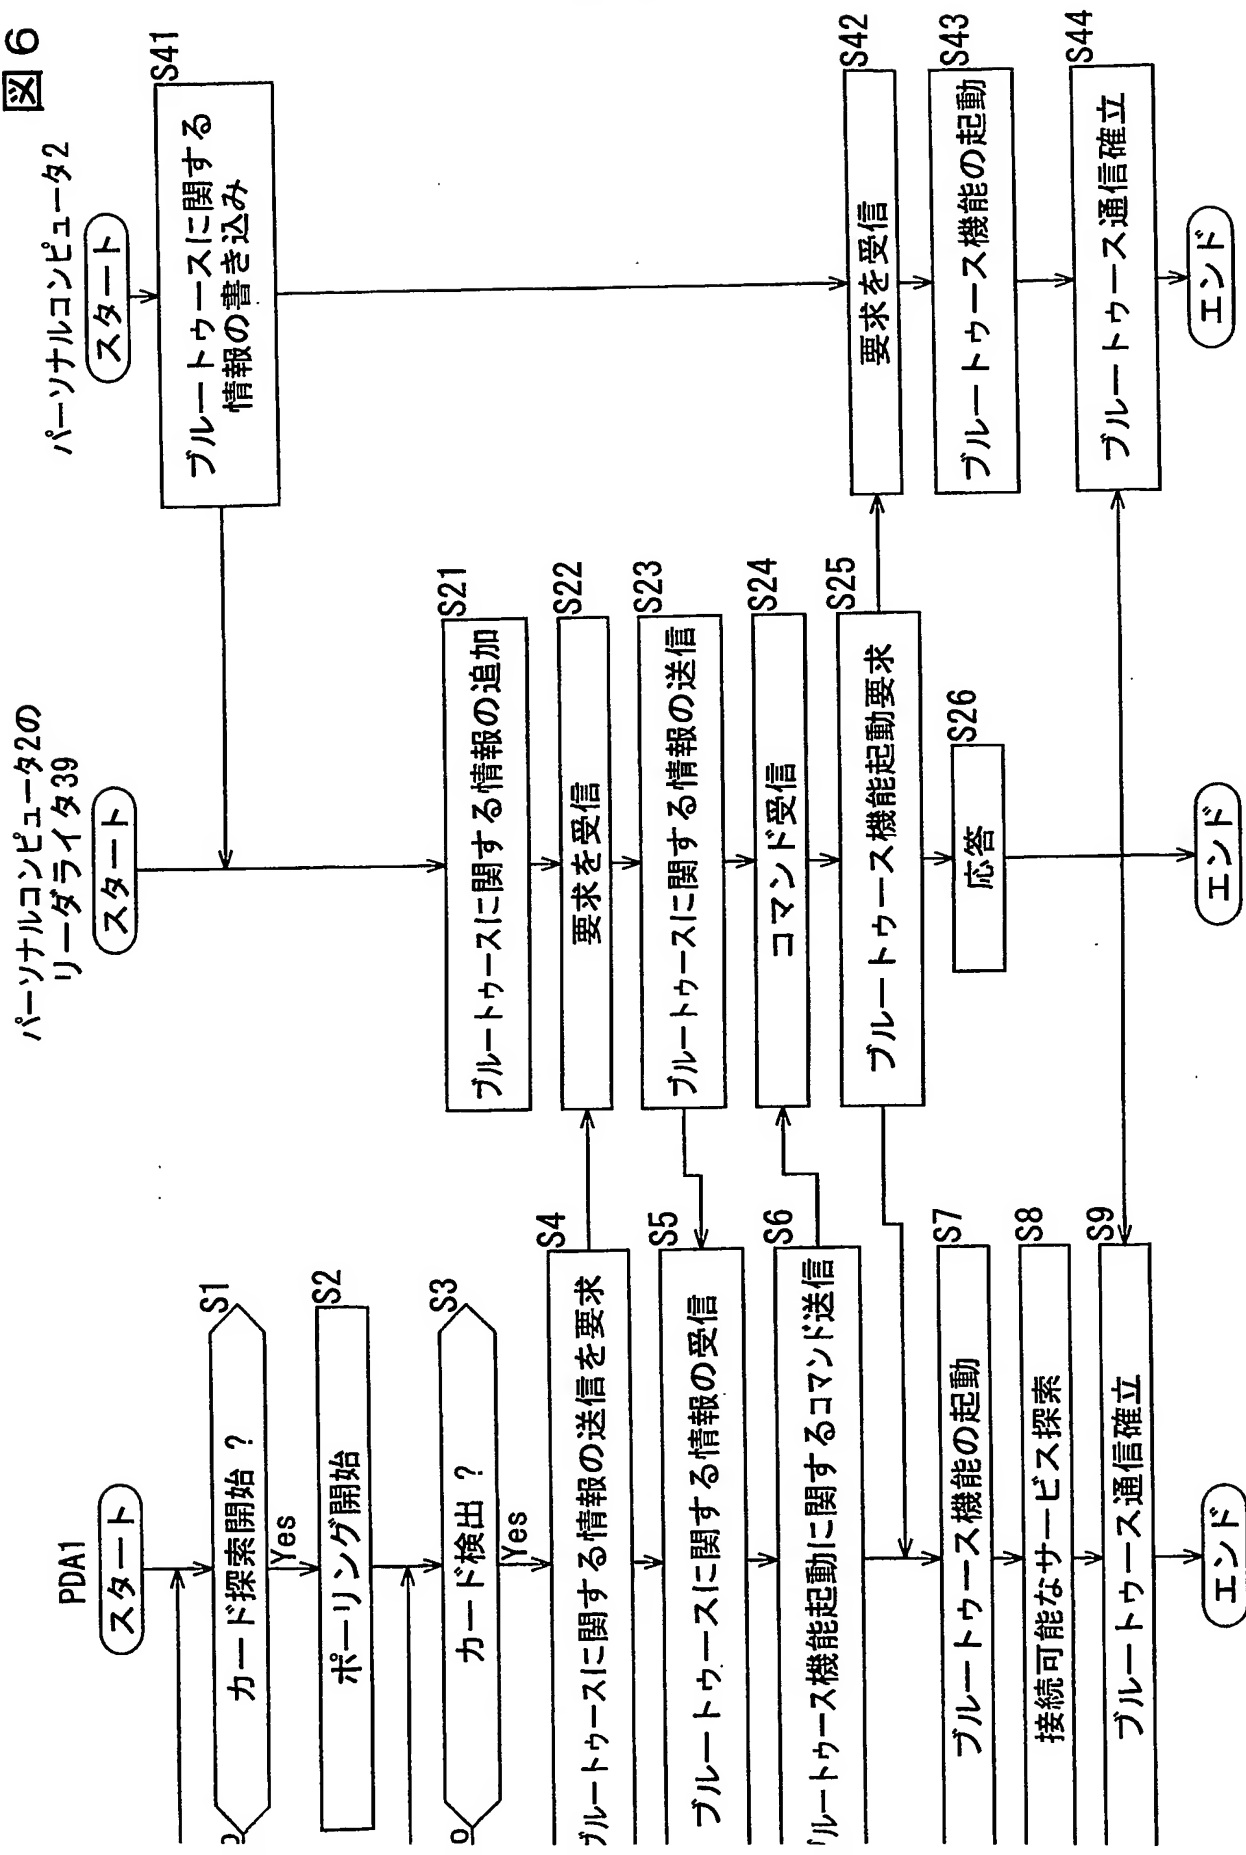 図6
PDA1
スタート
S1
カード探索開始 ?
Yes
S2
ポーリング開始
S3
カード検出 ?
Yes
S4
ブルートゥースに関する情報の送信を要求
S5
ブルートゥースに関する情報の受信
S6
ルートゥース機能起動に関するコマンド送信
S7
ブルートゥース機能の起動
S8
接続可能なサービス探索
S9
ブルートゥース通信確立
エンド
パーソナルコンピュータ2の
リーダライタ39
スタート
S21
ブルートゥースに関する情報の追加
S22
要求を受信
S23
ブルートゥースに関する情報の送信
S24
コマンド受信
S25
ブルートゥース機能起動要求
S26
応答
エンド
パーソナルコンピュータ2
スタート
S41
ブルートゥースに関する
情報の書き込み
S42
要求を受信
S43
ブルートゥース機能の起動
S44
ブルートゥース通信確立
エンド